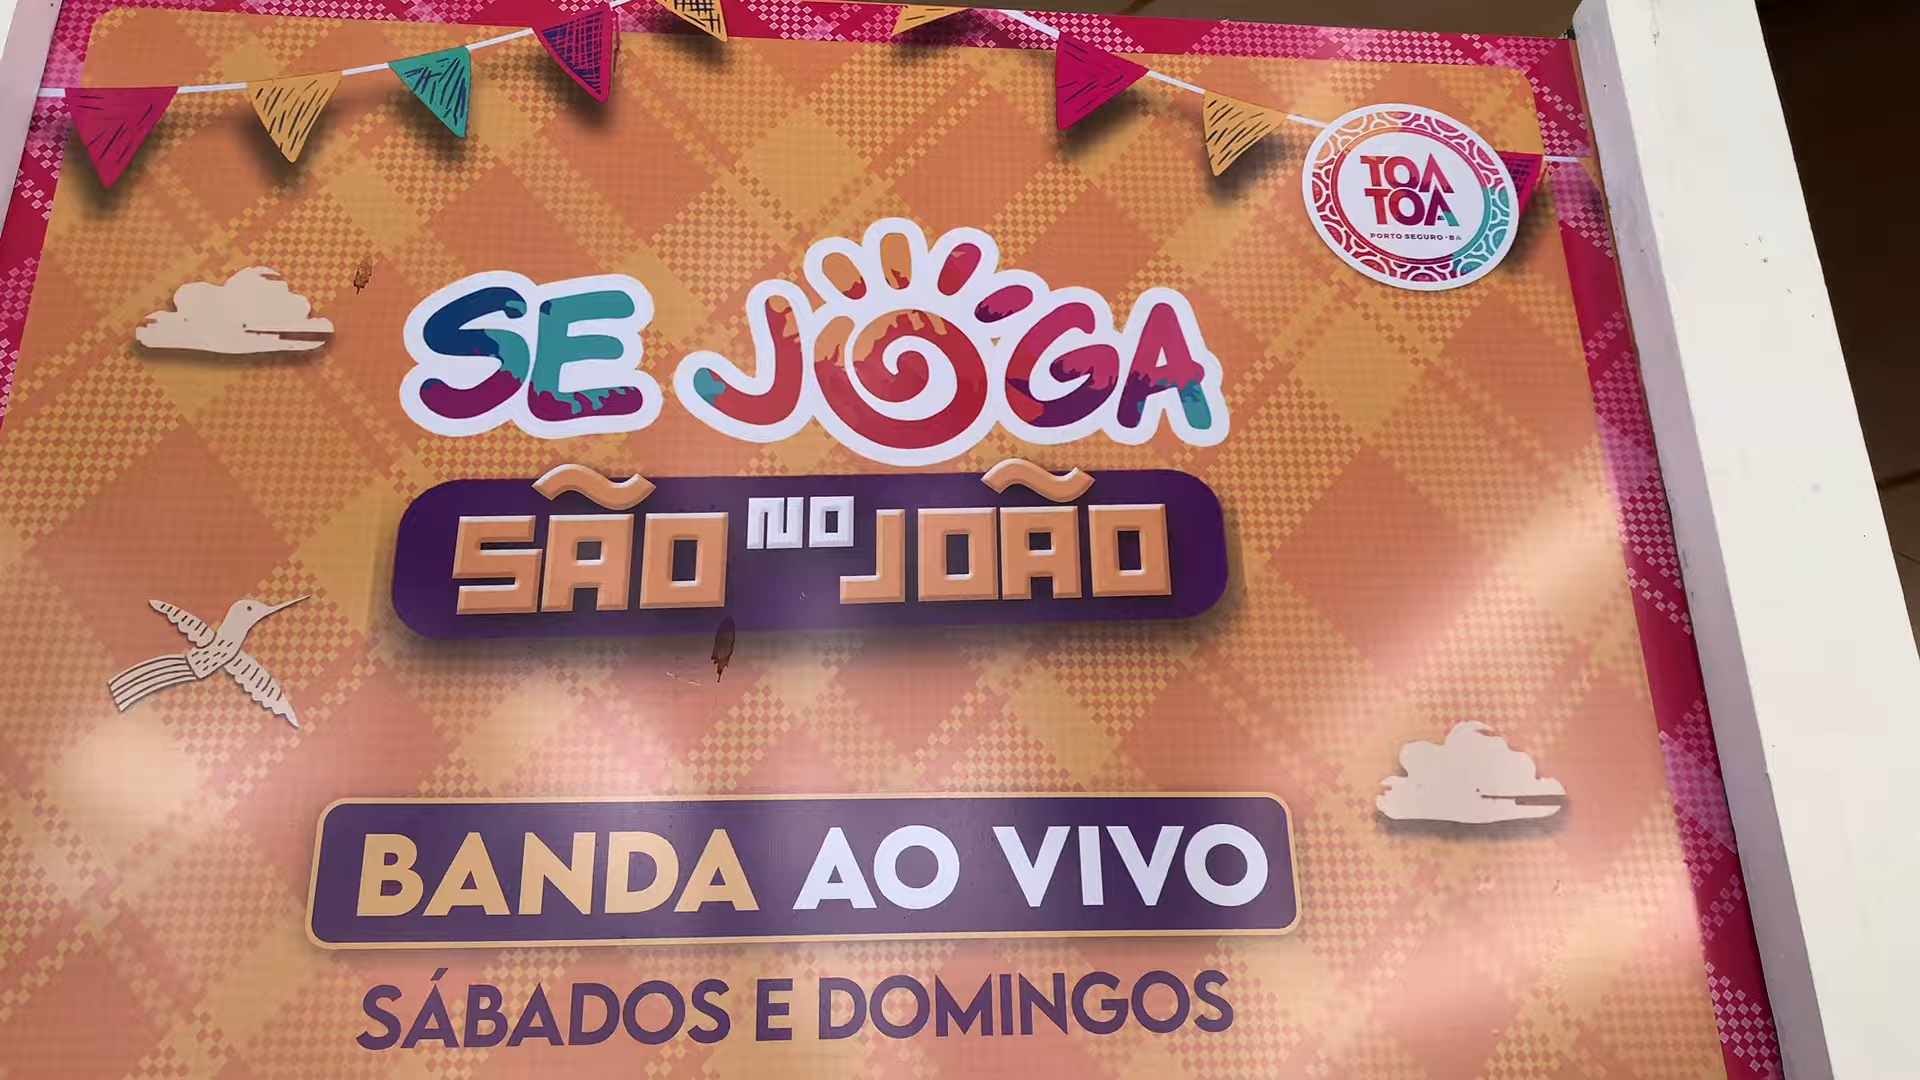 TOA
TOA
PORTO SEGURO • BA
SE JOGA
SÃO NO JOÃO
BANDA AO VIVO
SÁBADOS E DOMINGOS